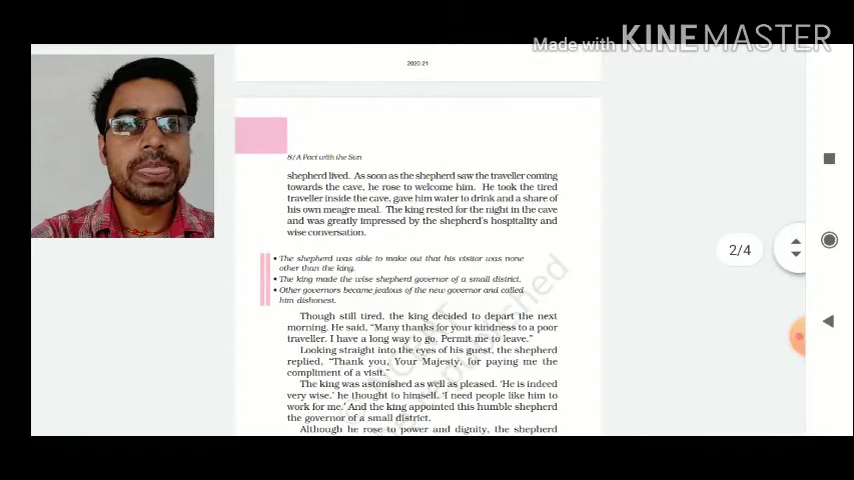 Made with KINEMASTER
2020-21
8/A Pact with the Sun
shepherd lived. As soon as the shepherd saw the traveller coming
towards the cave, he rose to welcome him. He took the tired
traveller inside the cave, gave him water to drink and a share of
his own meagre meal. The king rested for the night in the cave
and was greatly impressed by the shepherd's hospitality and
wise conversation.
• The shepherd was able to make out that his visitor was none
other than the king.
• The king made the wise shepherd governor of a small district.
• Other governors became jealous of the new governor and called
him dishonest.
2/4
Though still tired, the king decided to depart the next
morning. He said, “Many thanks for your kindness to a poor
traveller. I have a long way to go. Permit me to leave.”
Looking straight into the eyes of his guest, the shepherd
replied, “Thank you, Your Majesty, for paying me the
compliment of a visit.”
The king was astonished as well as pleased. ‘He is indeed
very wise.’ he thought to himself. ‘I need people like him to
work for me.’ And the king appointed this humble shepherd
the governor of a small district.
Although he rose to power and dignity, the shepherd